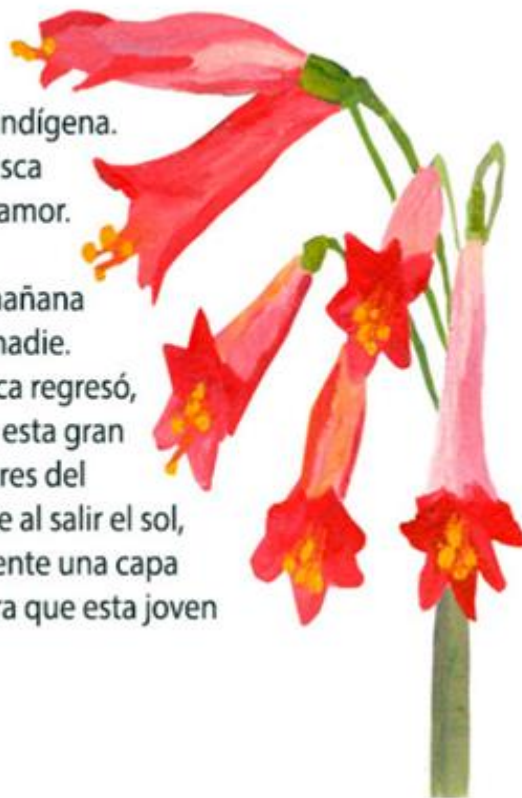 ndígena.
sca
amor.
nañana
nadie.
ca regresó,
esta gran
res del
e al salir el sol,
ente una capa
ra que esta joven